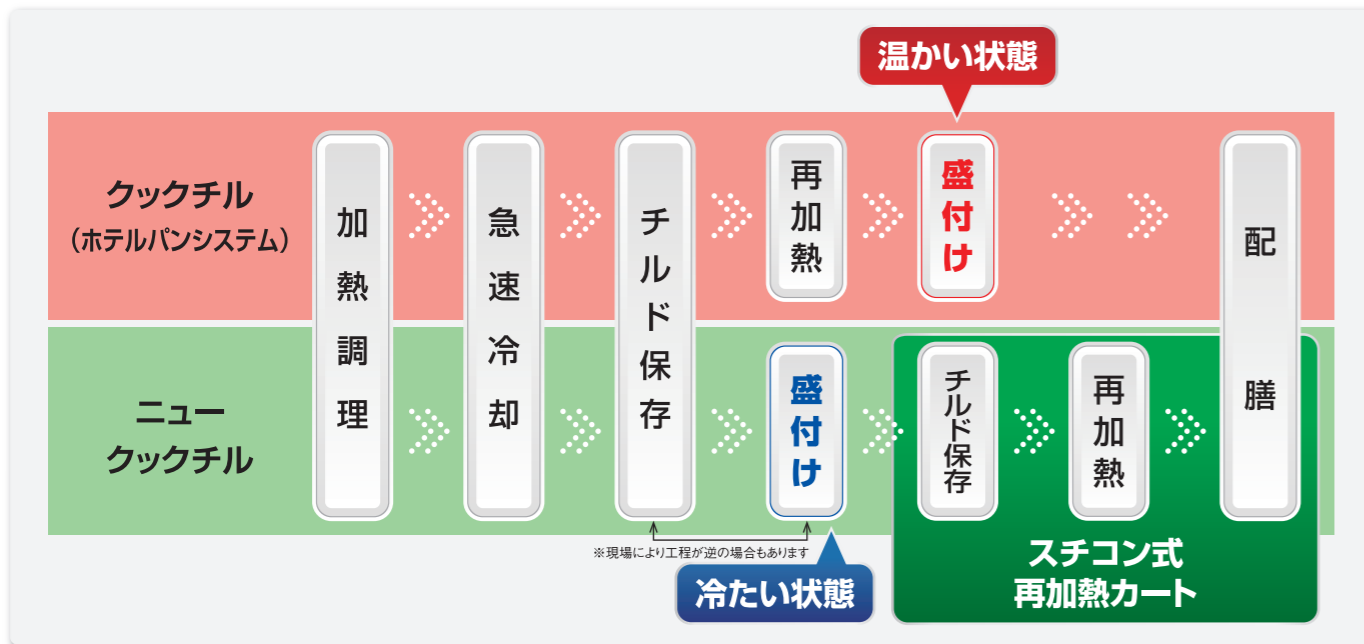 温かい状態
クックチル
（ホテルパンシステム）
加熱調理
急速冷却
チルド保存
再加熱
盛付け
配膳
ニュー
クックチル
盛付け
チルド保存
再加熱
※現場により工程が逆の場合もあります
冷たい状態
スチコン式
再加熱カート